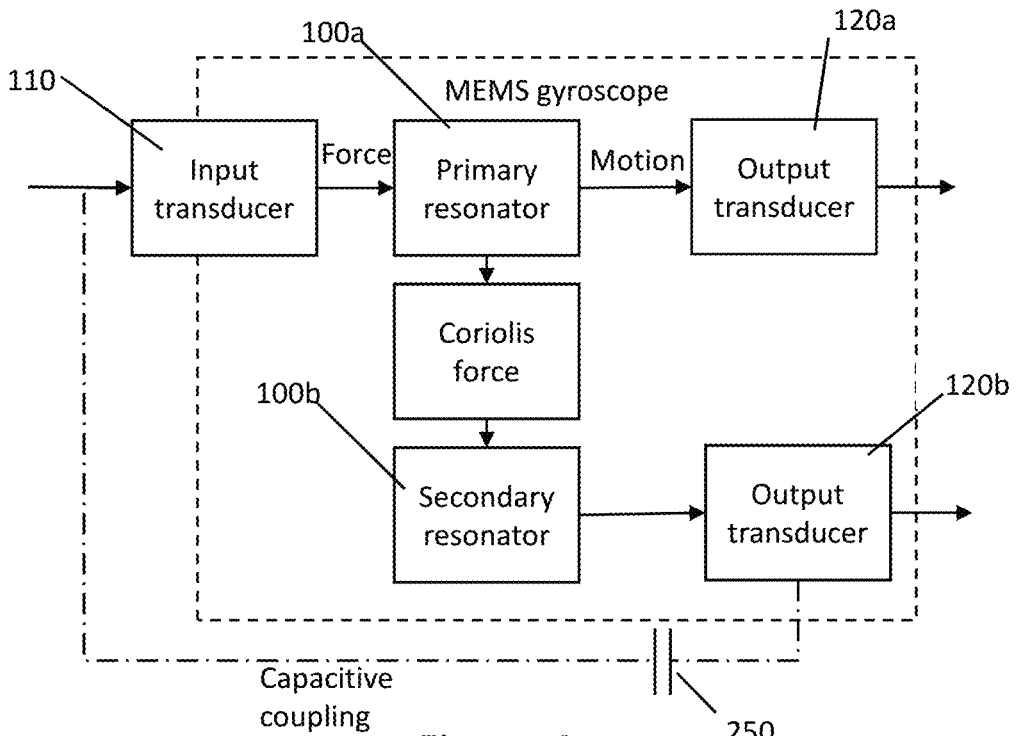 100a
120a
110
MEMS gyroscope
Input
transducer
Force
Primary
resonator
Motion
Output
transducer
Coriolis
force
100b
120b
Secondary
resonator
Output
transducer
Capacitive
coupling
250